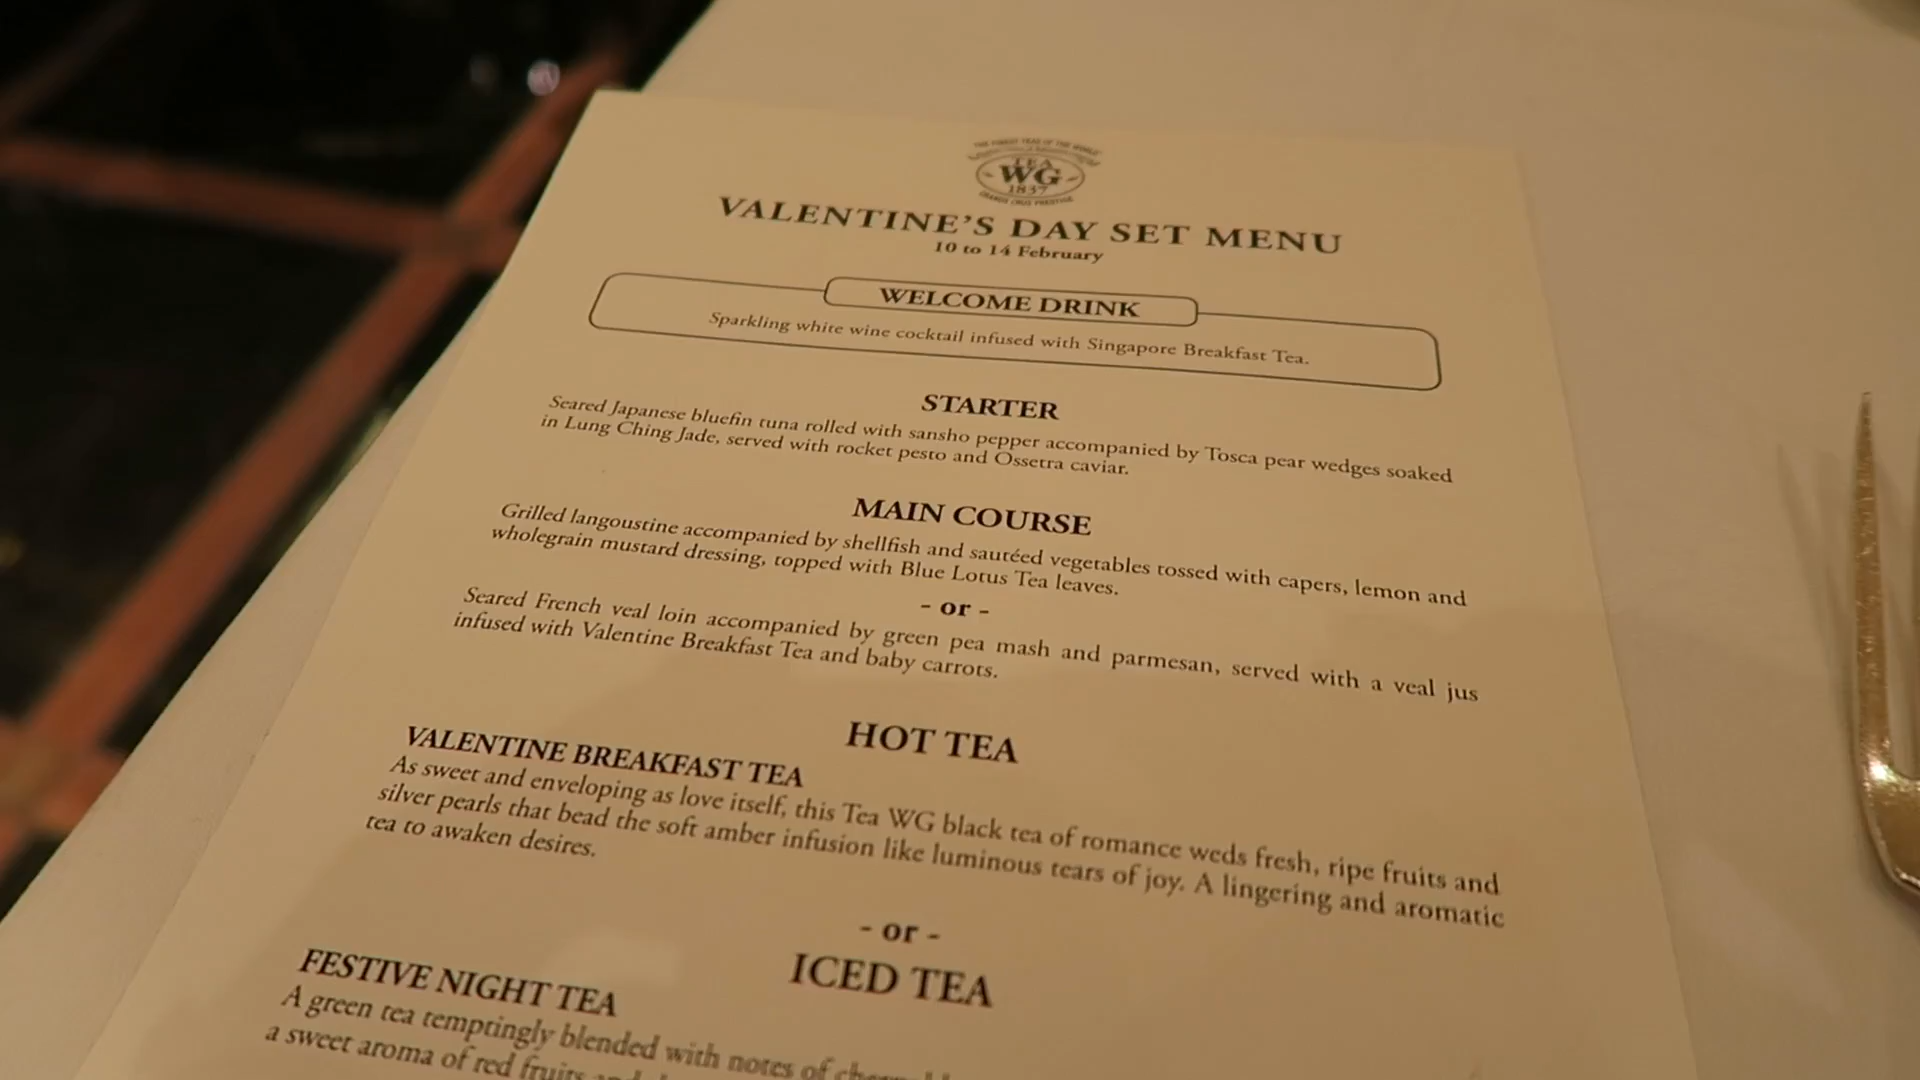 TEA
WG
1837
VALENTINE'S DAY SET MENU
10 to 14 February
WELCOME DRINK
Sparkling white wine cocktail infused with Singapore Breakfast Tea.
STARTER
Seared Japanese bluefin tuna rolled with sansho pepper accompanied by Tosca pear wedges soaked
in Lung Ching Jade, served with rocket pesto and Ossetra caviar.
MAIN COURSE
Grilled langoustine accompanied by shellfish and sautéed vegetables tossed with capers, lemon and
wholegrain mustard dressing, topped with Blue Lotus Tea leaves.
- or -
Seared French veal loin accompanied by green pea mash and parmesan, served with a veal jus
infused with Valentine Breakfast Tea and baby carrots.
HOT TEA
VALENTINE BREAKFAST TEA
As sweet and enveloping as love itself, this Tea WG black tea of romance weds fresh, ripe fruits and
silver pearls that bead the soft amber infusion like luminous tears of joy. A lingering and aromatic
tea to awaken desires.
- or -
ICED TEA
FESTIVE NIGHT TEA
A green tea temptingly blended with notes of
a sweet aroma of red fruits